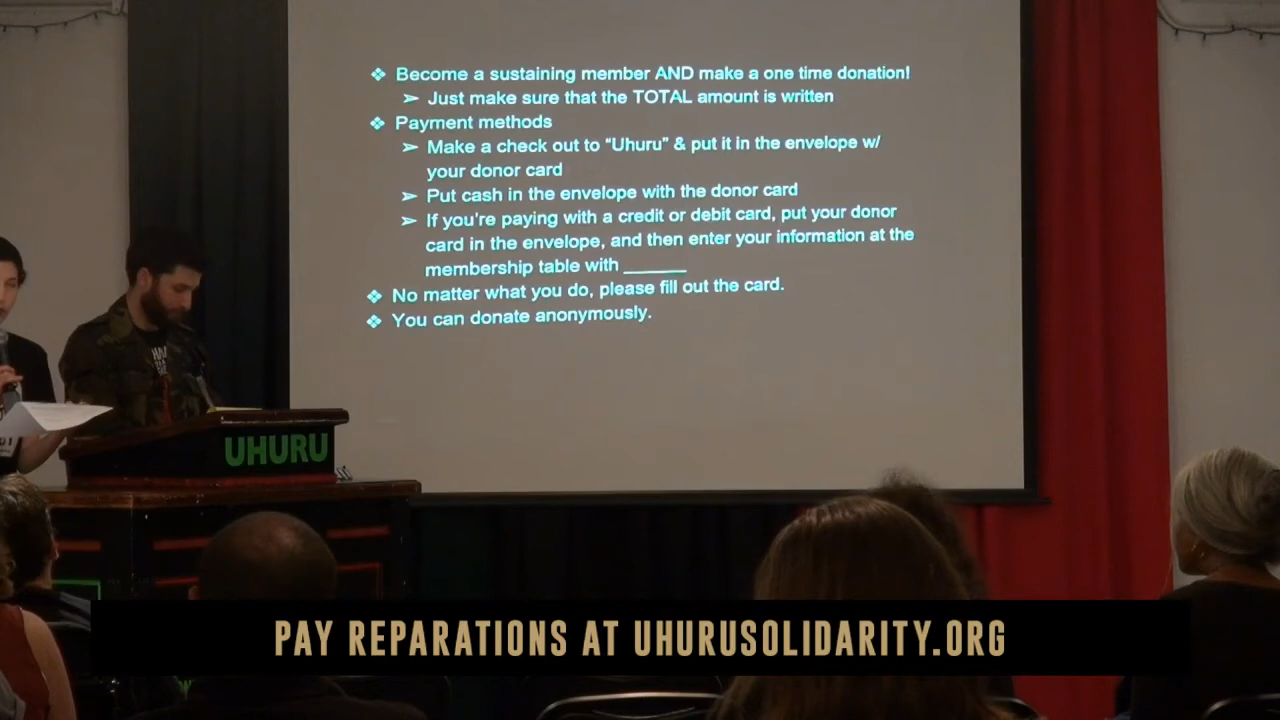 ❖ Become a sustaining member AND make a one time donation!
➢ Just make sure that the TOTAL amount is written
❖ Payment methods
➢ Make a check out to “Uhuru” & put it in the envelope w/
your donor card
➢ Put cash in the envelope with the donor card
➢ If you're paying with a credit or debit card, put your donor
card in the envelope, and then enter your information at the
membership table with ______
❖ No matter what you do, please fill out the card.
❖ You can donate anonymously.
UHURU
PAY REPARATIONS AT UHURUSOLIDARITY.ORG